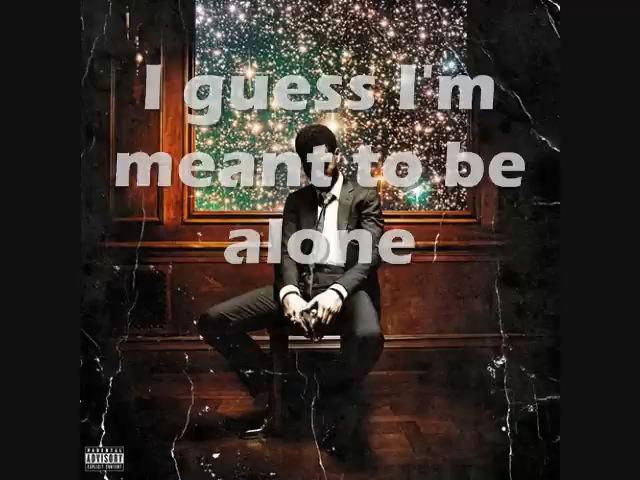 I guess I'm
meant to be
alone
PARENTAL
ADVISORY
EXPLICIT CONTENT